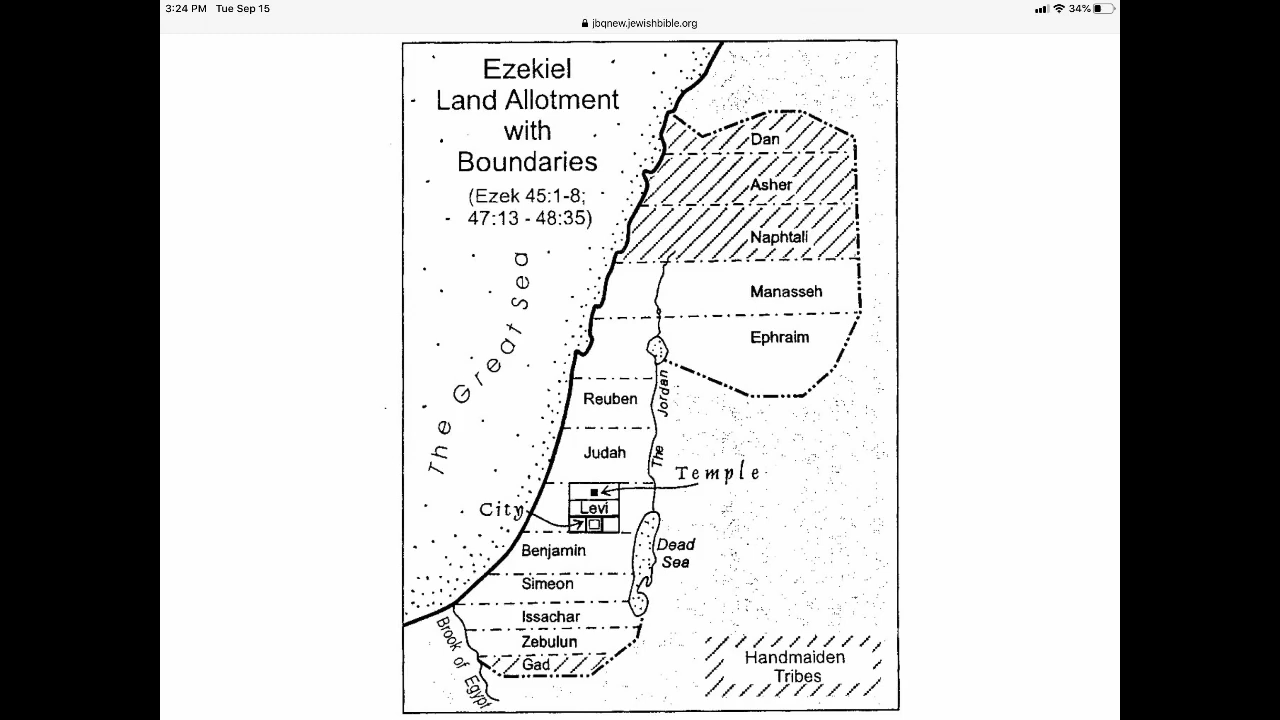 3:24 PM Tue Sep 15
34%
jbqnew.jewishbible.org
Ezekiel
Land Allotment
with
Boundaries
(Ezek 45:1-8;
47:13 - 48:35)
The Great Sea
Dan
Asher
Naphtali
Manasseh
Ephraim
Reuben
The Jordan
Judah
Temple
Levi
City
Benjamin
Dead
Sea
Simeon
Issachar
Zebulun
Gad
Brook of Egypt
Handmaiden
Tribes